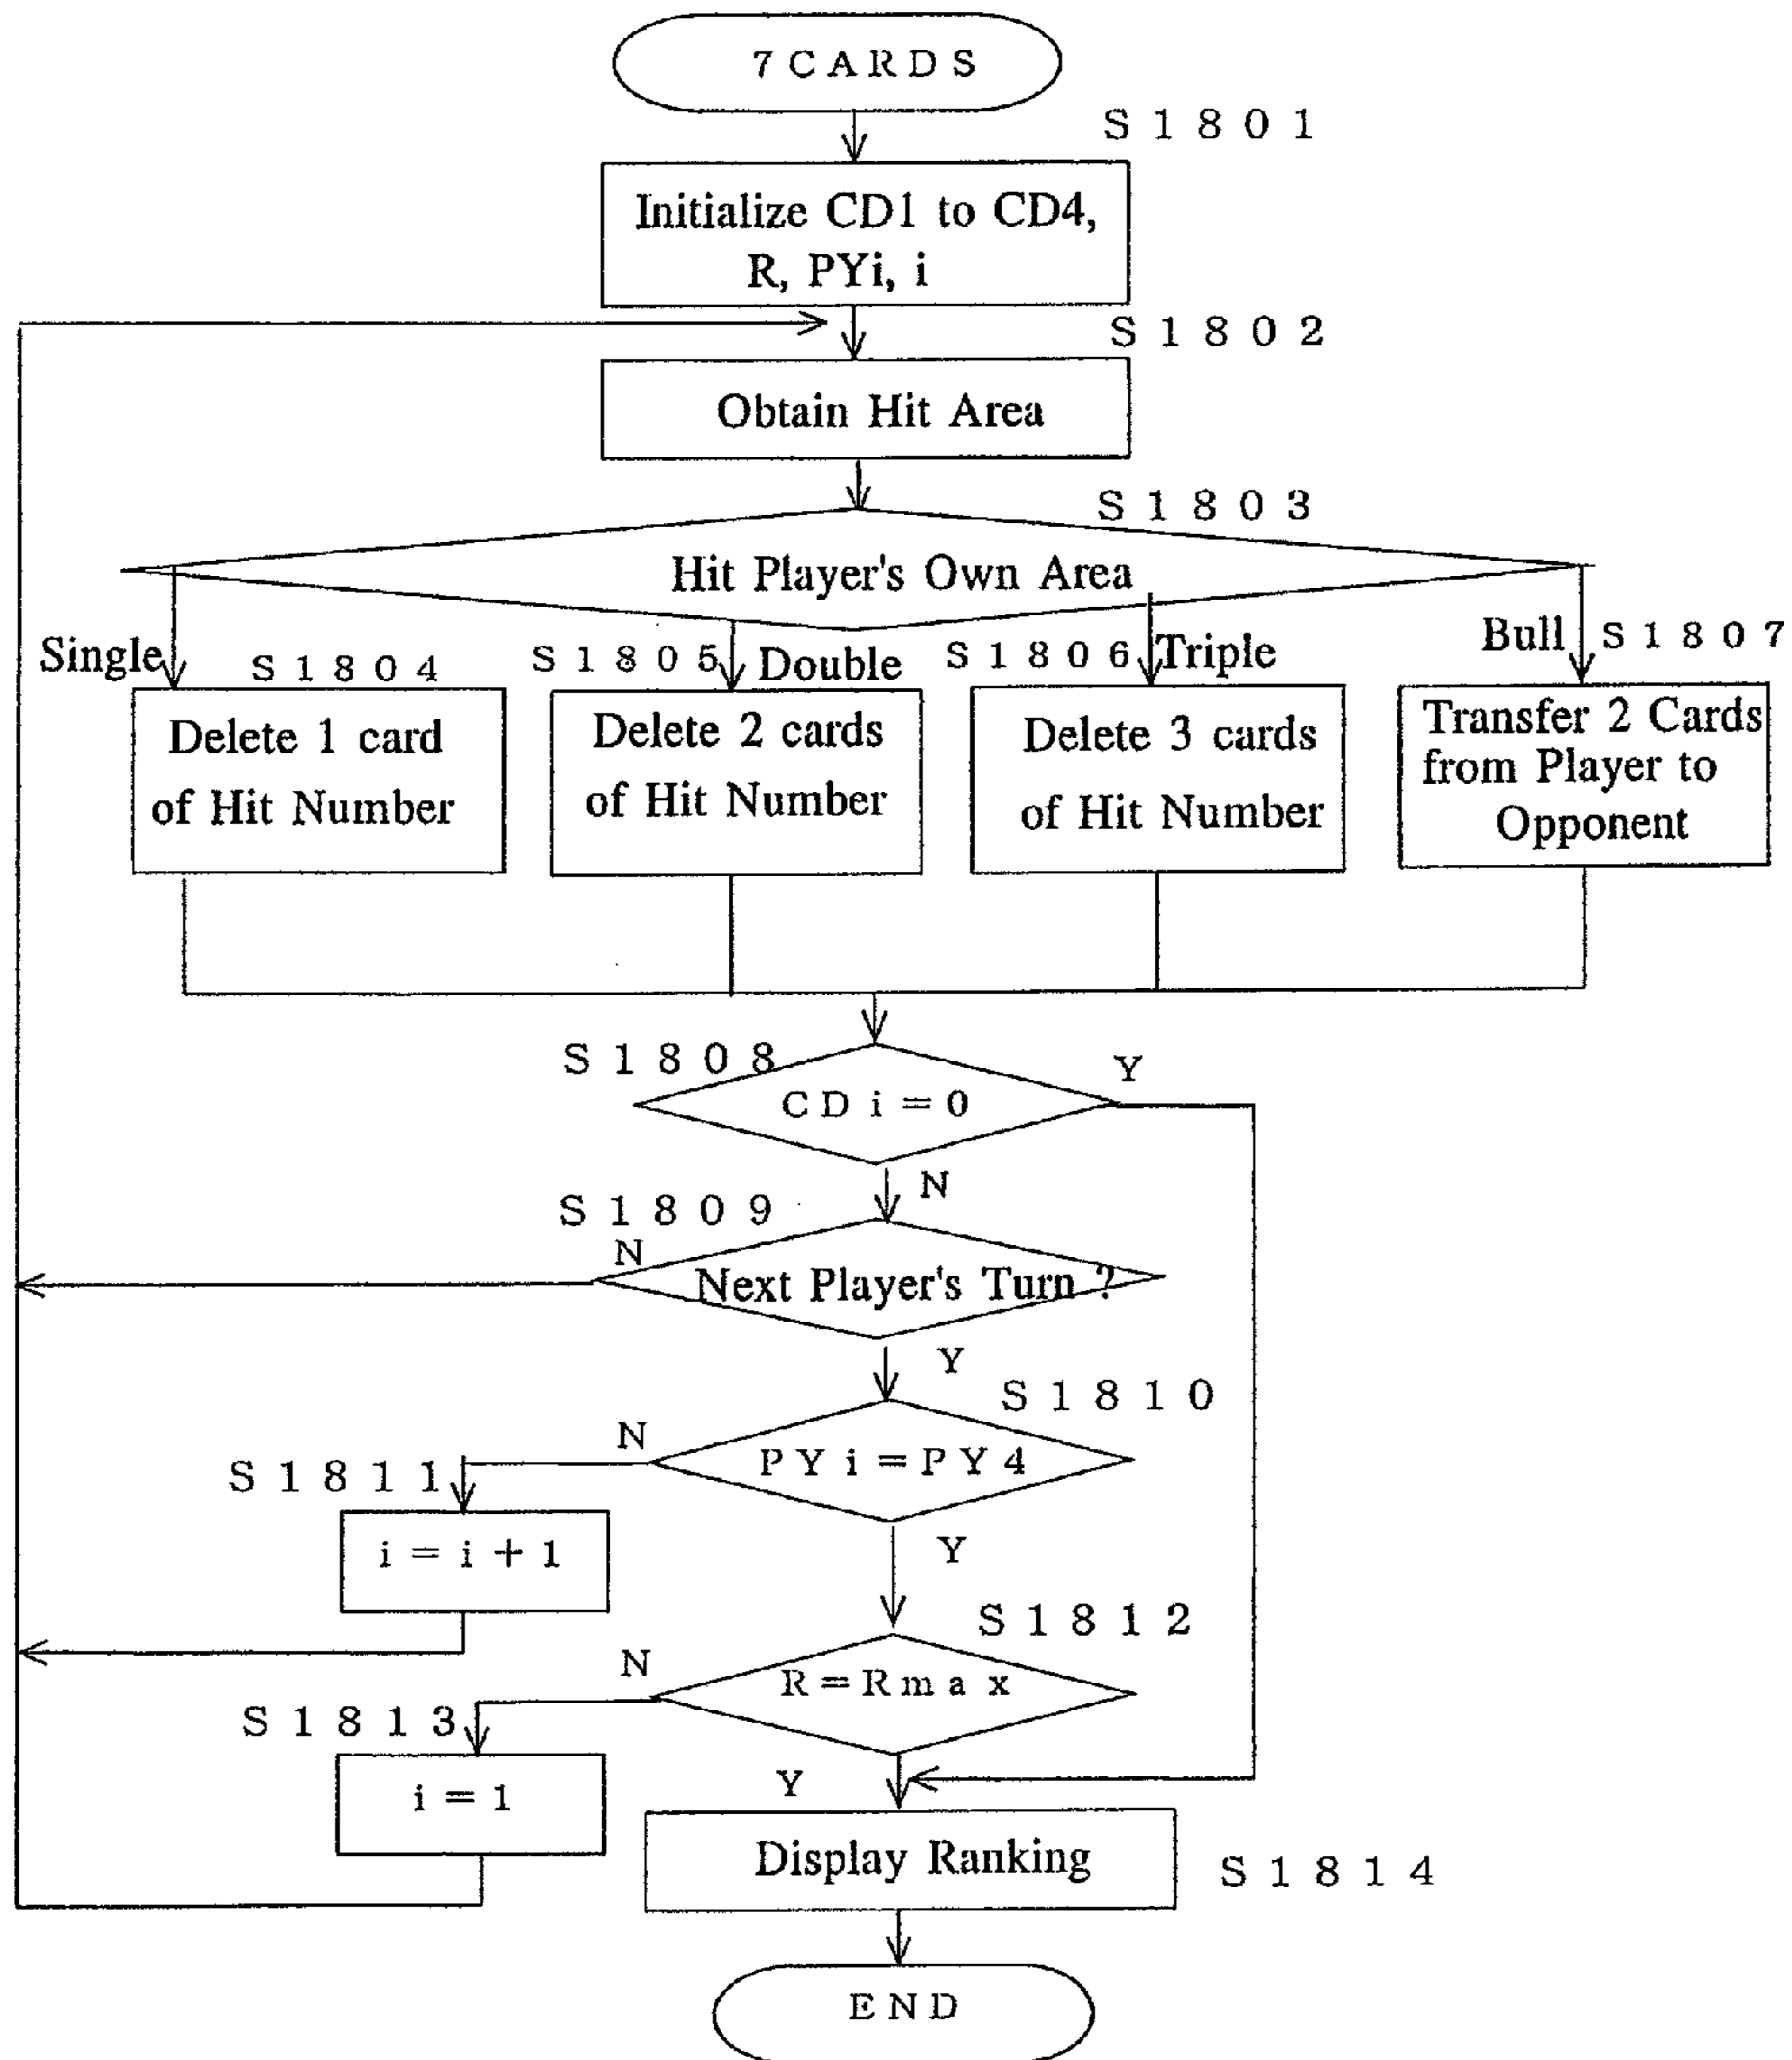 7 CARDS
S1801
Initialize CD1 to CD4,
R, PYi, i
S1802
Obtain Hit Area
S1803
Hit Player's Own Area
Single
S1804
S1805
Double
S1806
Triple
Bull
S1807
Delete 1 card
of Hit Number
Delete 2 cards
of Hit Number
Delete 3 cards
of Hit Number
Transfer 2 Cards
from Player to
Opponent
S1808
CDi=0
Y
N
S1809
N
Next Player's Turn ?
Y
S1810
PYi=PY4
N
S1811
i=i+1
Y
S1812
R=Rmax
N
S1813
i=1
Y
Display Ranking
S1814
END